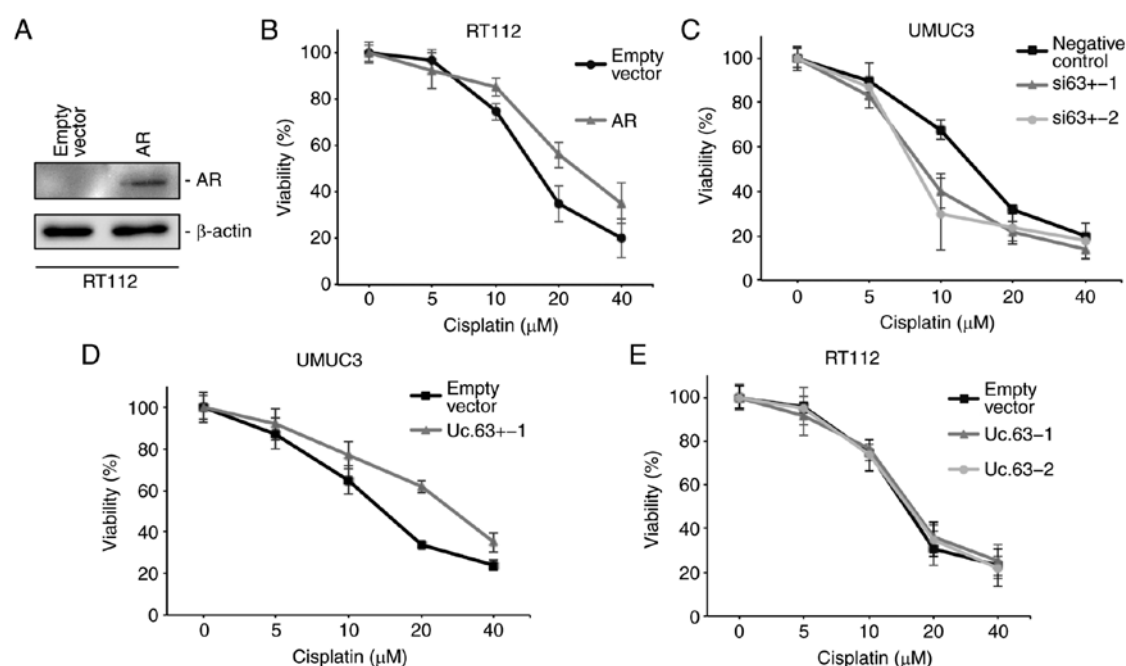 A
Empty
vector
AR
- AR
- β-actin
RT112
B
RT112
Empty
vector
AR
Viability (%)
100
80
60
40
20
0
0 5 10 20 40
Cisplatin (μM)
C
UMUC3
Negative
control
si63+-1
si63+-2
Viability (%)
100
80
60
40
20
0
0 5 10 20 40
Cisplatin (μM)
D
UMUC3
Empty
vector
Uc.63+-1
Viability (%)
100
80
60
40
20
0
0 5 10 20 40
Cisplatin (μM)
E
RT112
Empty
vector
Uc.63-1
Uc.63-2
Viability (%)
100
80
60
40
20
0
0 5 10 20 40
Cisplatin (μM)